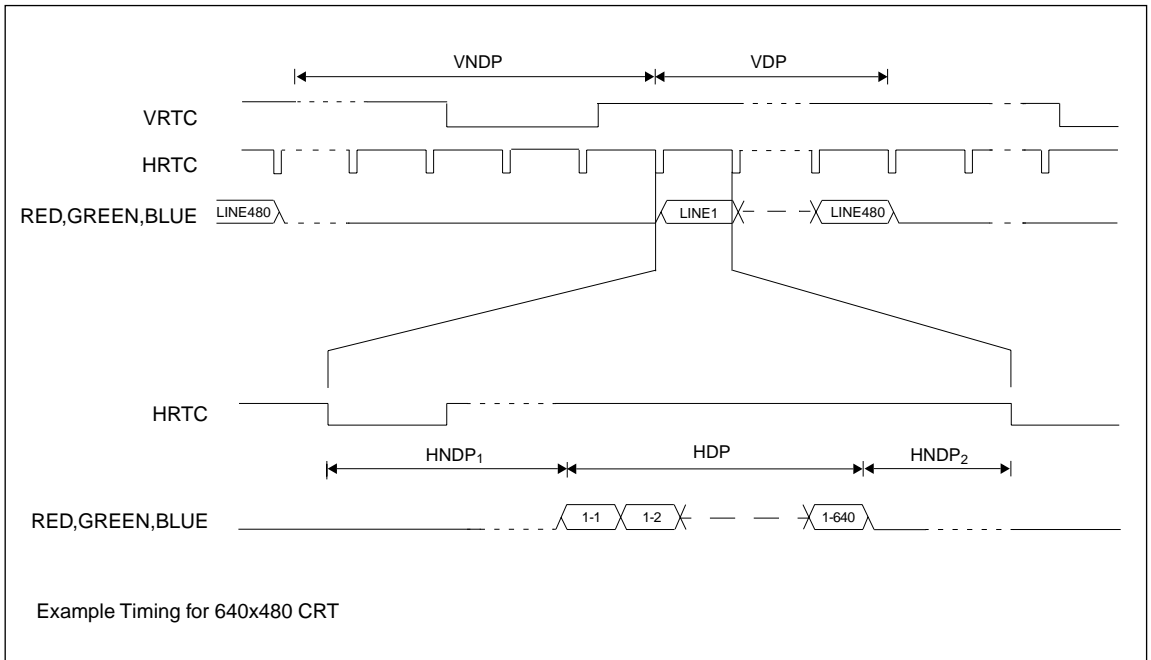 VNDP VDP
VRTC
HRTC
RED,GREEN,BLUE LINE480 LINE1 LINE480
HRTC
HNDP1 HDP HNDP2
RED,GREEN,BLUE 1-1 1-2 1-640
Example Timing for 640x480 CRT